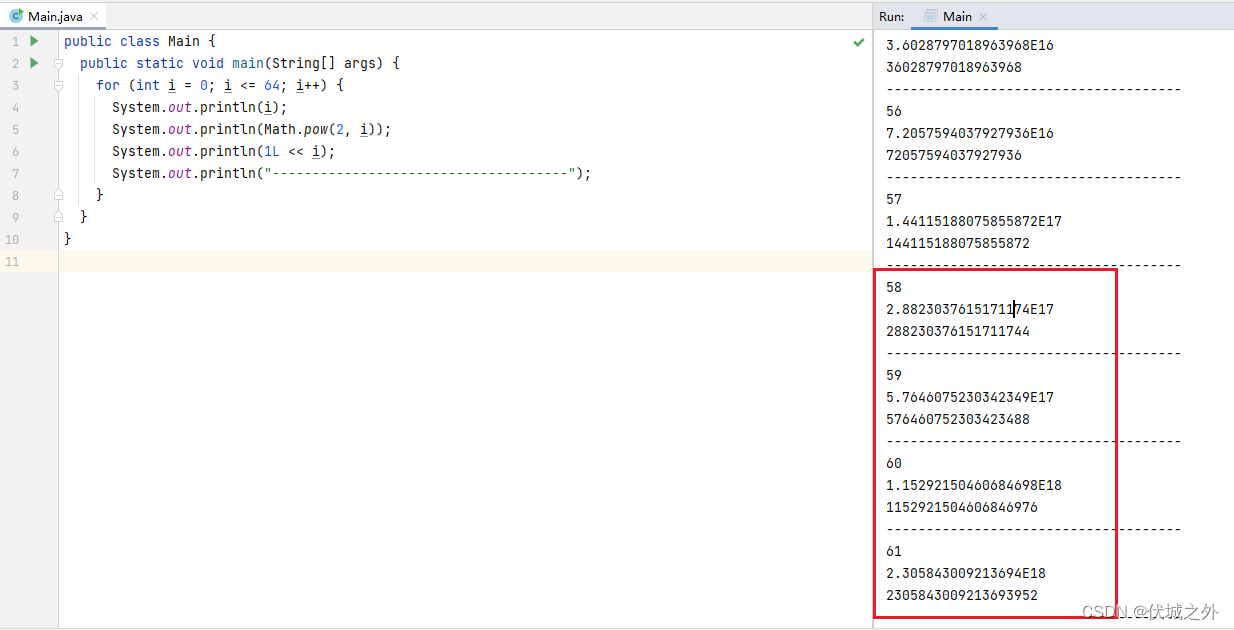 Main.java
1 public class Main {
2 public static void main(String[] args) {
3 for (int i = 0; i <= 64; i++) {
4 System.out.println(i);
5 System.out.println(Math.pow(2, i));
6 System.out.println(1L << i);
7 System.out.println("-------------------------------------");
8 }
9 }
10 }
11
Run: Main
3.6028797018963968E16
36028797018963968
-------------------------------------
56
7.2057594037927936E16
72057594037927936
-------------------------------------
57
1.44115188075855872E17
144115188075855872
-------------------------------------
58
2.8823037615171174E17
288230376151711744
-------------------------------------
59
5.7646075230342349E17
576460752303423488
-------------------------------------
60
1.15292150460684698E18
1152921504606846976
-------------------------------------
61
2.305843009213694E18
2305843009213693952
CSDN @伏城之外